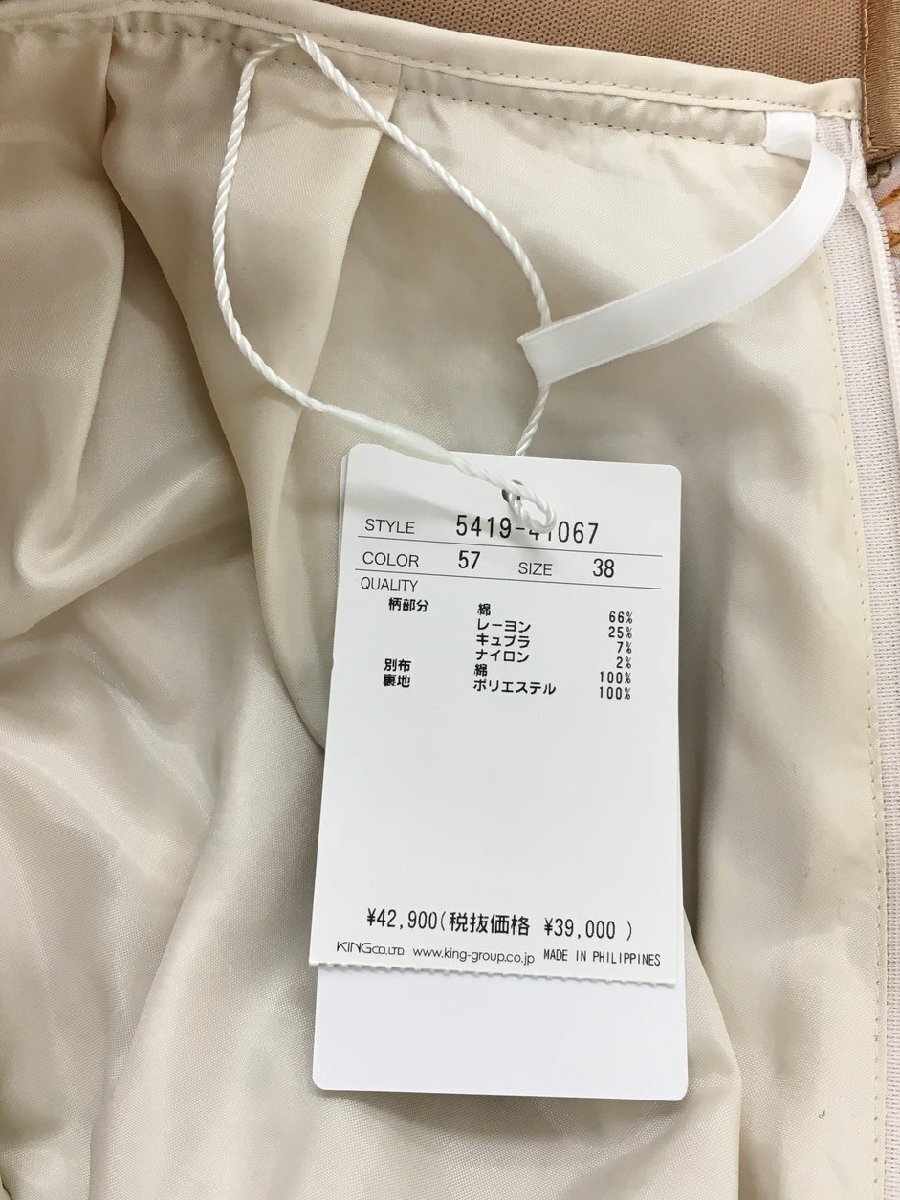 STYLE 5419-41067
COLOR 57 SIZE 38
QUALITY
柄部分 綿 66%
レーヨン 25%
キュプラ 7%
ナイロン 2%
別布 綿 100%
裏地 ポリエステル 100%
¥42,900(税抜価格 ¥39,000 )
KING CO.,LTD www.king-group.co.jp MADE IN PHILIPPINES